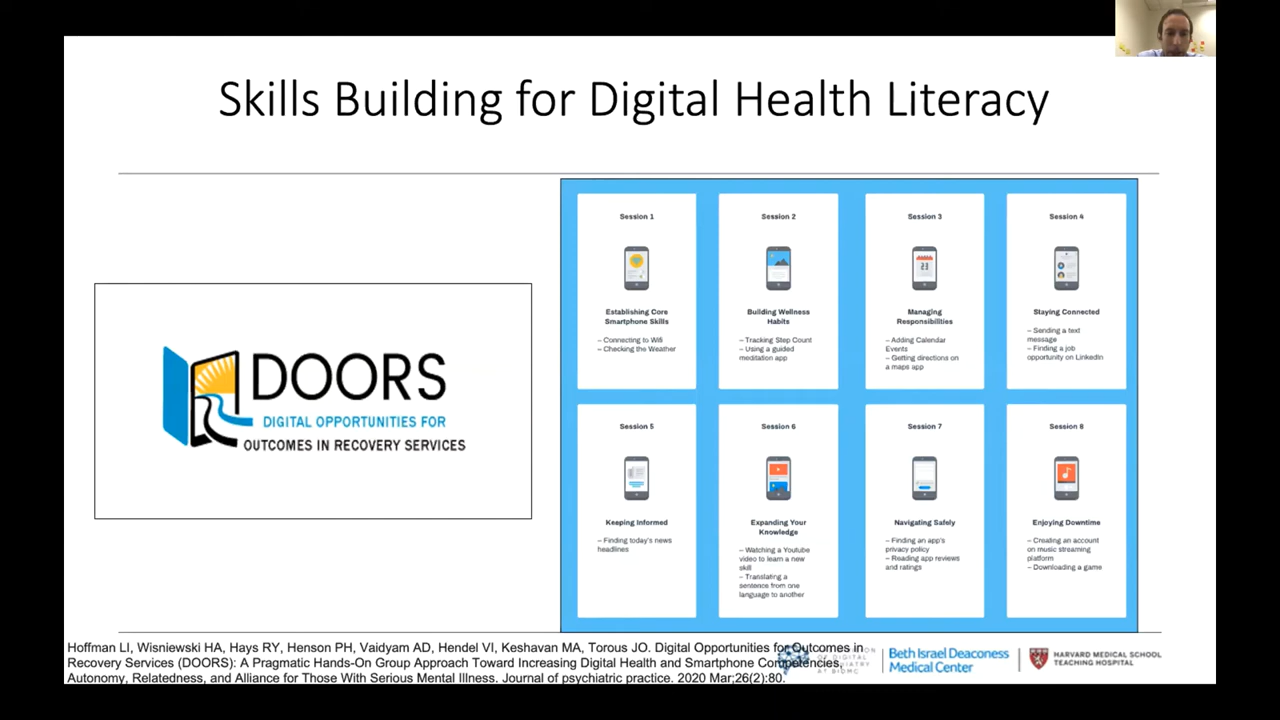 Skills Building for Digital Health Literacy
DOORS
DIGITAL OPPORTUNITIES FOR
OUTCOMES IN RECOVERY SERVICES
Session 1
Establishing Core
Smartphone Skills
– Connecting to Wifi
– Checking the Weather
Session 2
Building Wellness
Habits
– Tracking Step Count
– Using a guided
meditation app
Session 3
23
Managing
Responsibilities
– Adding Calendar
Events
– Getting directions on
a maps app
Session 4
Staying Connected
– Sending a text
message
– Finding a job
opportunity on LinkedIn
Session 5
Keeping Informed
– Finding today's news
headlines
Session 6
Expanding Your
Knowledge
– Watching a Youtube
video to learn a new
skill
– Translating a
sentence from one
language to another
Session 7
Navigating Safely
– Finding an app's
privacy policy
– Reading app reviews
and ratings
Session 8
Enjoying Downtime
– Creating an account
on music streaming
platform
– Downloading a game
Hoffman LI, Wisniewski HA, Hays RY, Henson PH, Vaidyam AD, Hendel VI, Keshavan MA, Torous JO. Digital Opportunities for Outcomes in
Recovery Services (DOORS): A Pragmatic Hands-On Group Approach Toward Increasing Digital Health and Smartphone Competencies,
Autonomy, Relatedness, and Alliance for Those With Serious Mental Illness. Journal of psychiatric practice. 2020 Mar;26(2):80.
OF DIGITAL
AT BIDMC
Beth Israel Deaconess
Medical Center
HARVARD MEDICAL SCHOOL
TEACHING HOSPITAL